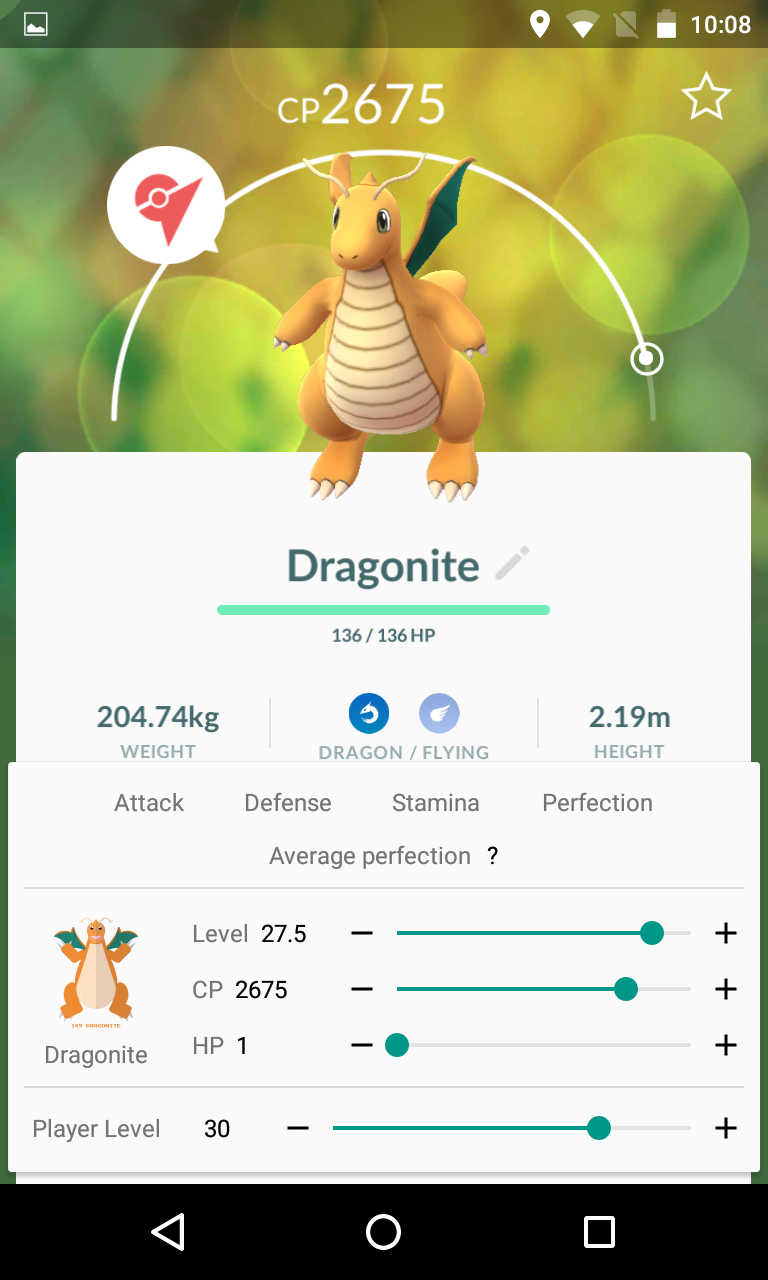 10:08
CP2675
Dragonite
136 / 136 HP
204.74kg
WEIGHT
DRAGON / FLYING
2.19m
HEIGHT
Attack Defense Stamina Perfection
Average perfection ?
Level 27.5
CP 2675
HP 1
149 DRAGONITE
Dragonite
Player Level 30